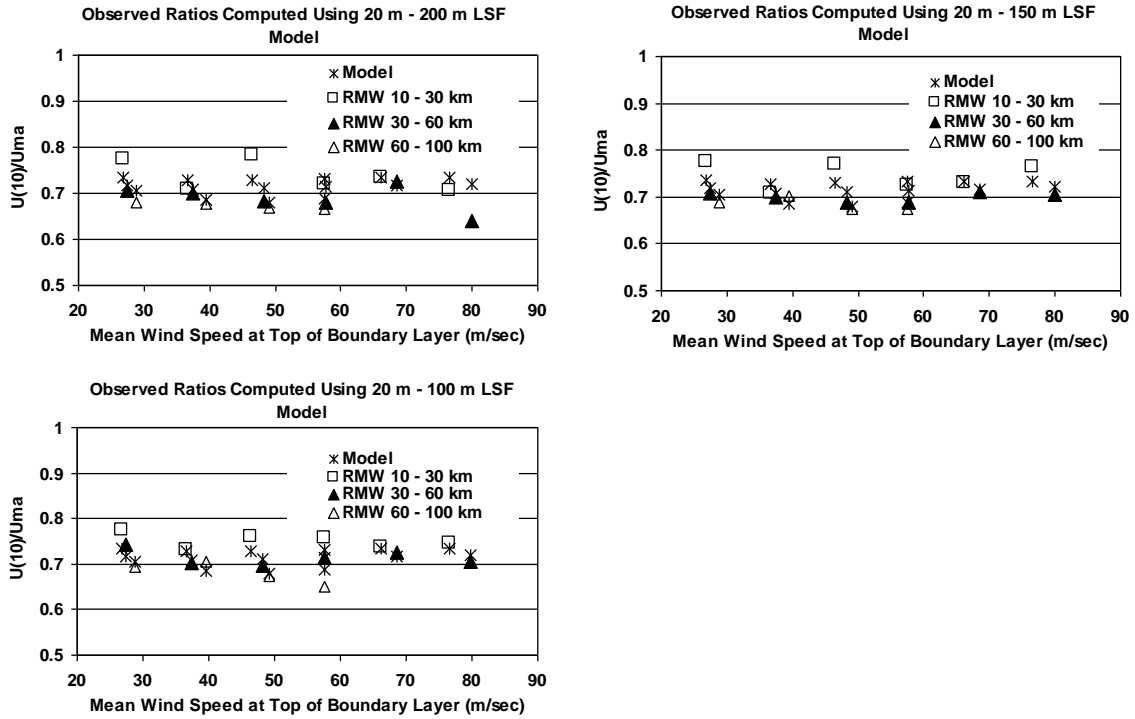 Observed Ratios Computed Using 20 m - 200 m LSF
Model
1
0.9
0.8
0.7
0.6
0.5
U(10)/Uma
Model
RMW 10 - 30 km
RMW 30 - 60 km
RMW 60 - 100 km
20 30 40 50 60 70 80 90
Mean Wind Speed at Top of Boundary Layer (m/sec)
Observed Ratios Computed Using 20 m - 150 m LSF
Model
1
0.9
0.8
0.7
0.6
0.5
U(10)/Uma
Model
RMW 10 - 30 km
RMW 30 - 60 km
RMW 60 - 100 km
20 30 40 50 60 70 80 90
Mean Wind Speed at Top of Boundary Layer (m/sec)
Observed Ratios Computed Using 20 m - 100 m LSF
Model
1
0.9
0.8
0.7
0.6
0.5
U(10)/Uma
Model
RMW 10 - 30 km
RMW 30 - 60 km
RMW 60 - 100 km
20 30 40 50 60 70 80 90
Mean Wind Speed at Top of Boundary Layer (m/sec)